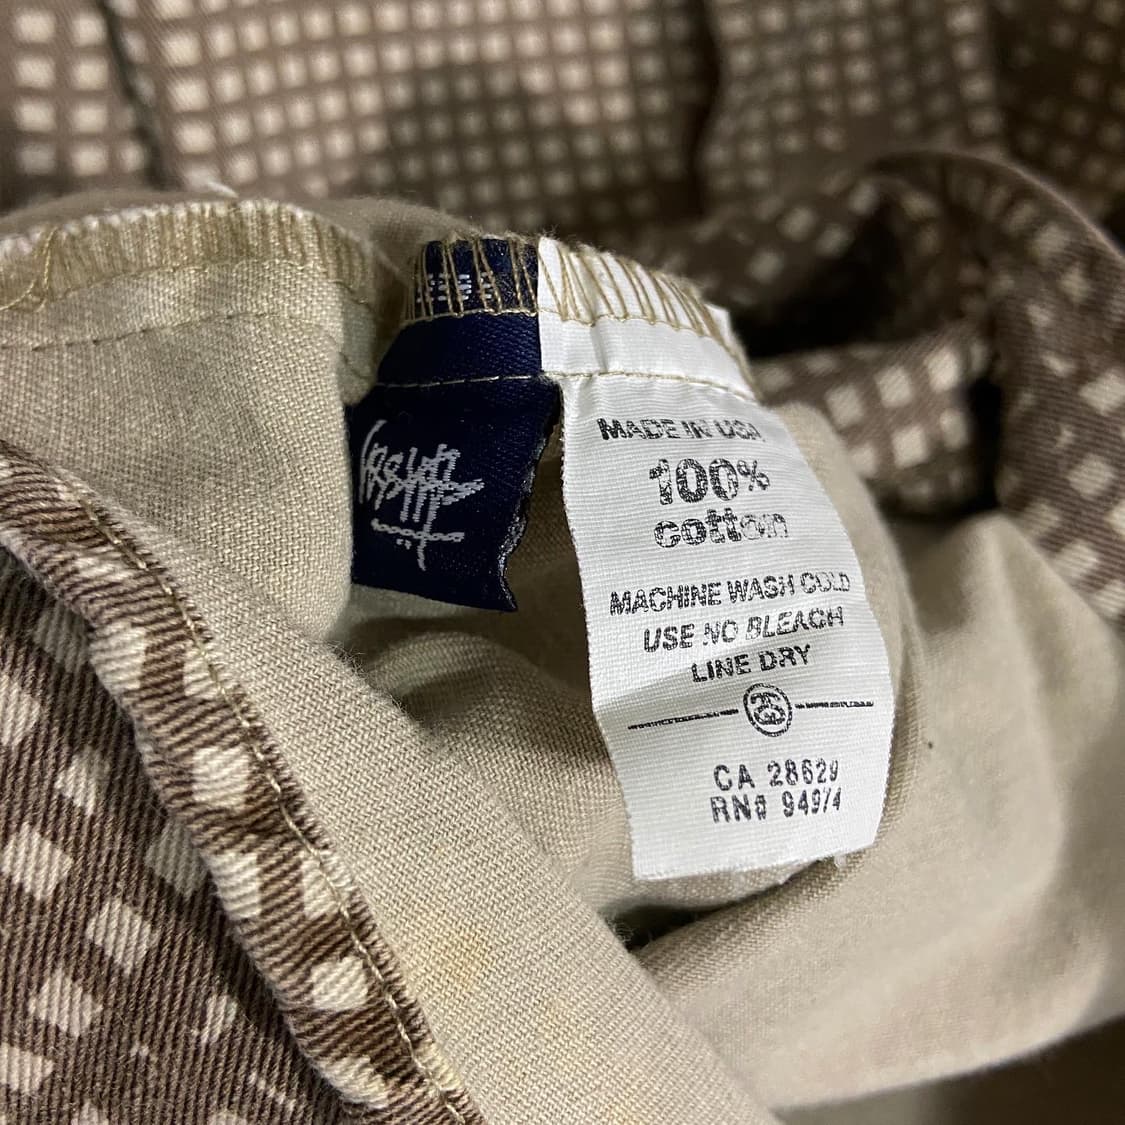 MADE IN USA
100%
cotton
MACHINE WASH COLD
USE NO BLEACH
LINE DRY
CA 28629
RN# 94974